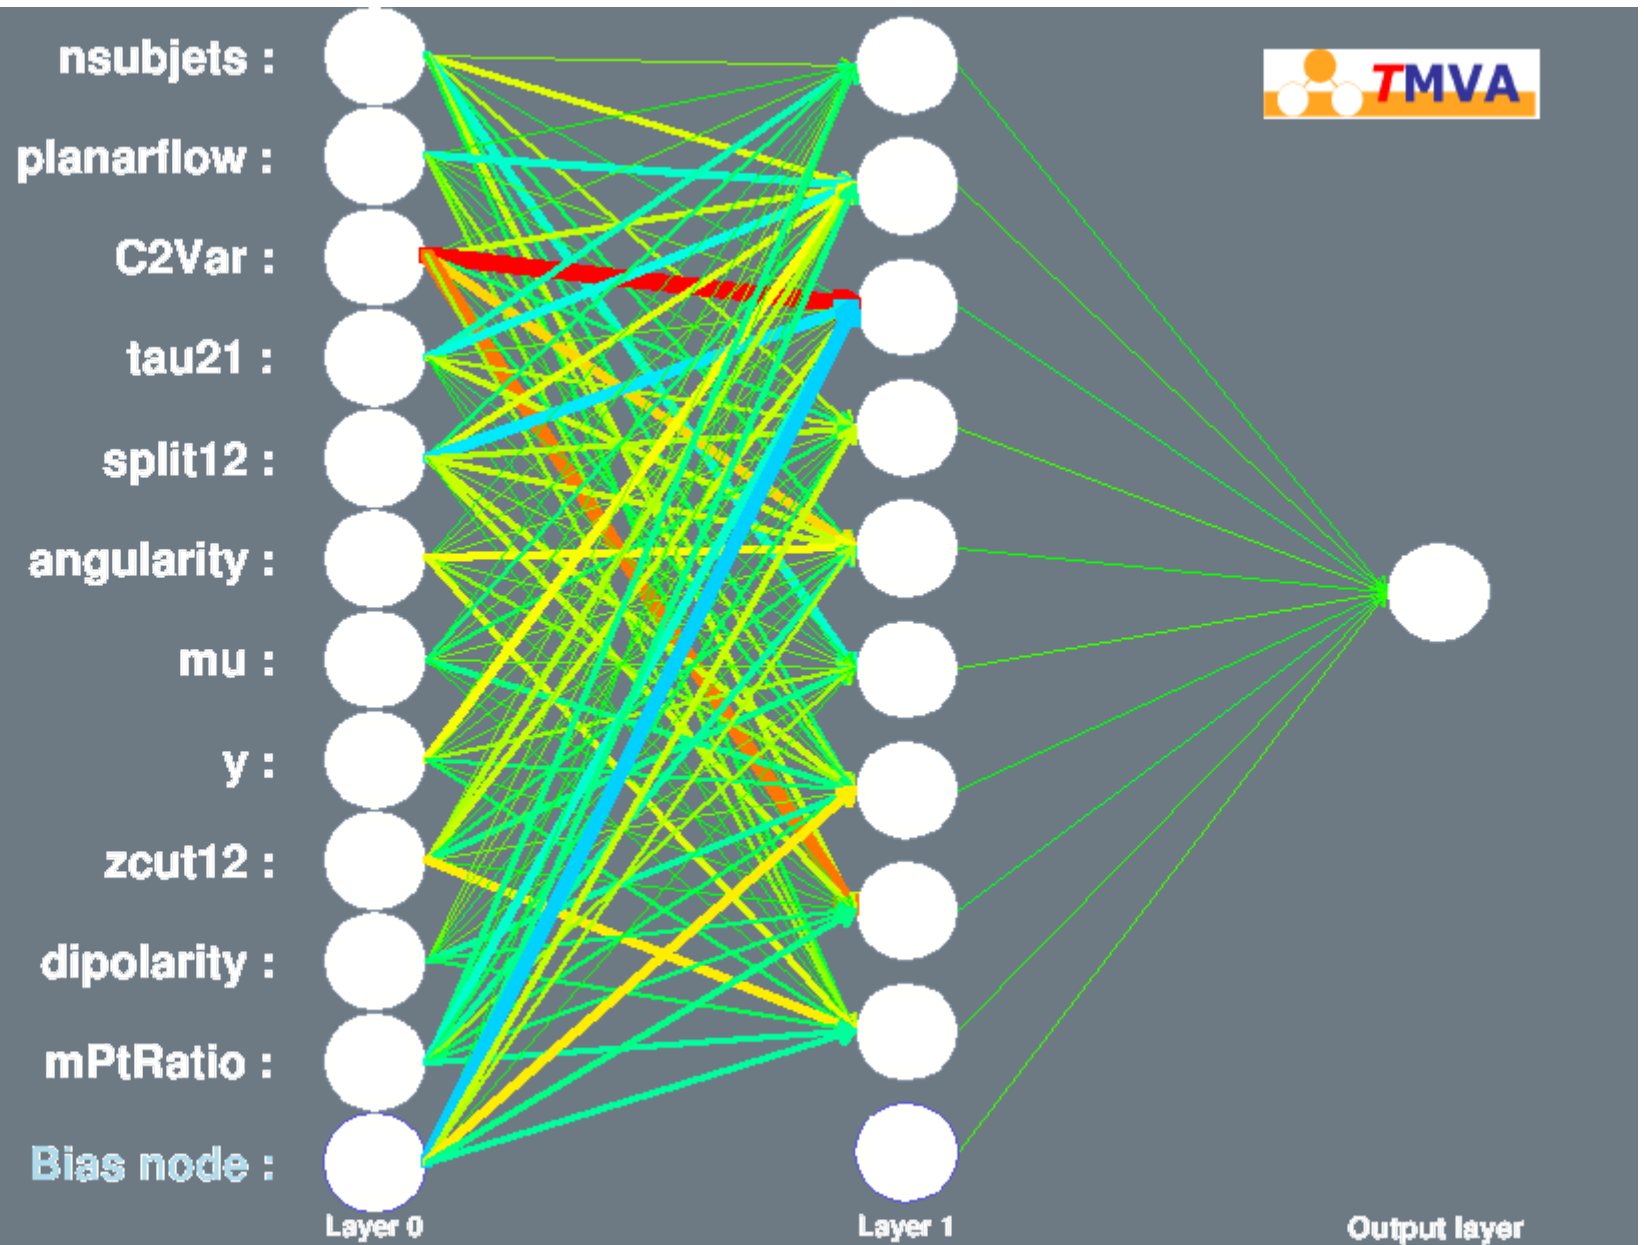 nsubjets :
TMVA
planarflow :
C2Var :
tau21 :
split12 :
angularity :
mu :
y :
zcut12 :
dipolarity :
mPtRatio :
Bias node :
Layer 0
Layer 1
Output layer